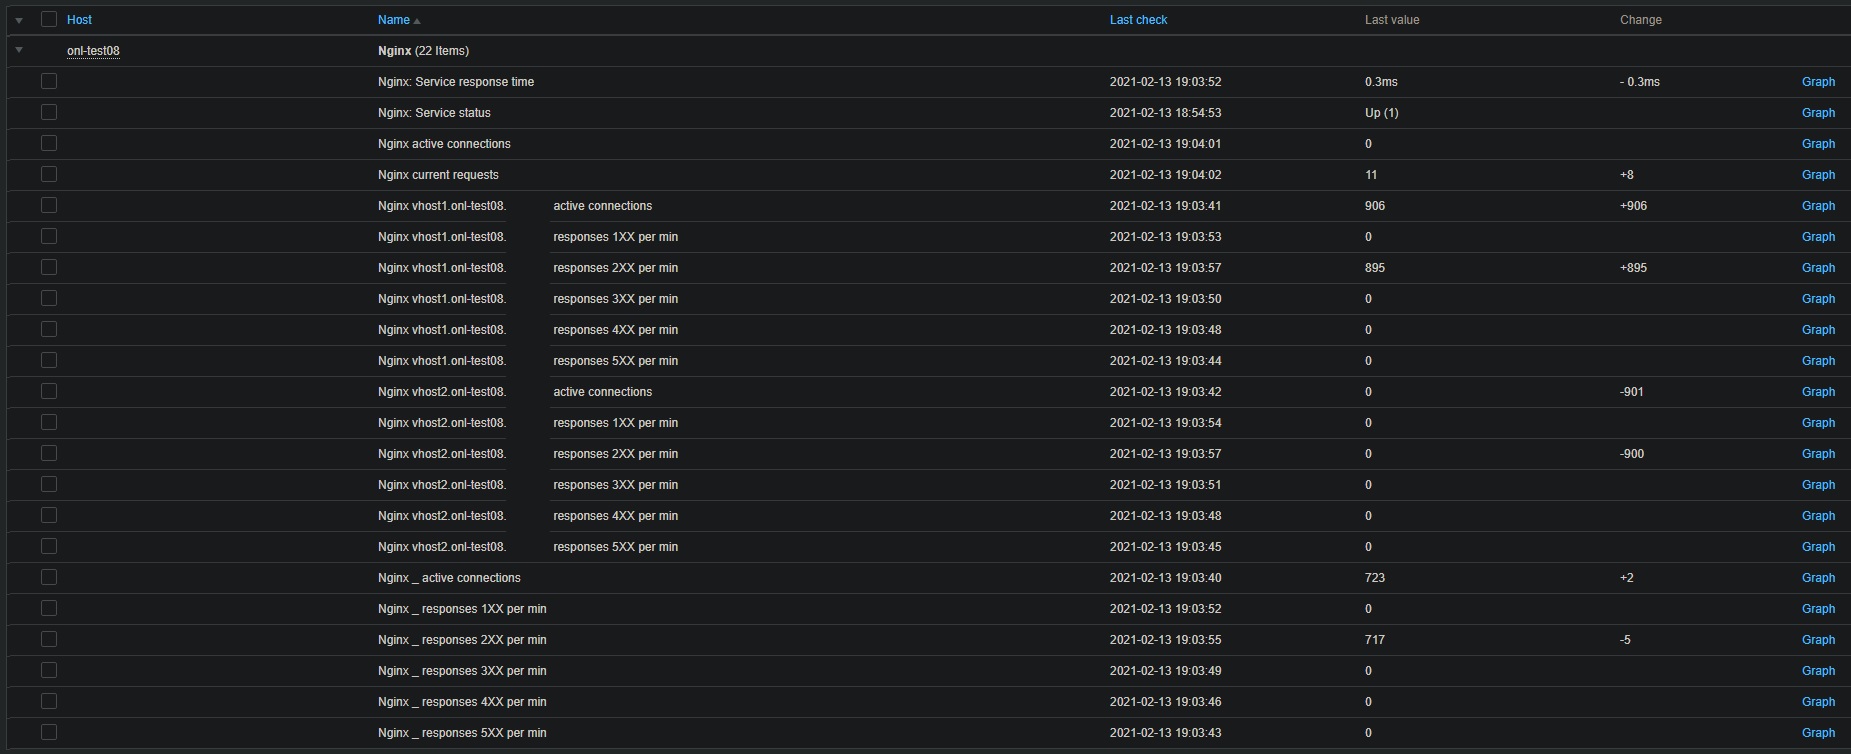 Host Name Last check Last value Change
onl-test08 Nginx (22 Items)
Nginx: Service response time 2021-02-13 19:03:52 0.3ms - 0.3ms Graph
Nginx: Service status 2021-02-13 18:54:53 Up (1) Graph
Nginx active connections 2021-02-13 19:04:01 0 Graph
Nginx current requests 2021-02-13 19:04:02 11 +8 Graph
Nginx vhost1.onl-test08. active connections 2021-02-13 19:03:41 906 +906 Graph
Nginx vhost1.onl-test08. responses 1XX per min 2021-02-13 19:03:53 0 Graph
Nginx vhost1.onl-test08. responses 2XX per min 2021-02-13 19:03:57 895 +895 Graph
Nginx vhost1.onl-test08. responses 3XX per min 2021-02-13 19:03:50 0 Graph
Nginx vhost1.onl-test08. responses 4XX per min 2021-02-13 19:03:48 0 Graph
Nginx vhost1.onl-test08. responses 5XX per min 2021-02-13 19:03:44 0 Graph
Nginx vhost2.onl-test08. active connections 2021-02-13 19:03:42 0 -901 Graph
Nginx vhost2.onl-test08. responses 1XX per min 2021-02-13 19:03:54 0 Graph
Nginx vhost2.onl-test08. responses 2XX per min 2021-02-13 19:03:57 0 -900 Graph
Nginx vhost2.onl-test08. responses 3XX per min 2021-02-13 19:03:51 0 Graph
Nginx vhost2.onl-test08. responses 4XX per min 2021-02-13 19:03:48 0 Graph
Nginx vhost2.onl-test08. responses 5XX per min 2021-02-13 19:03:45 0 Graph
Nginx _ active connections 2021-02-13 19:03:40 723 +2 Graph
Nginx _ responses 1XX per min 2021-02-13 19:03:52 0 Graph
Nginx _ responses 2XX per min 2021-02-13 19:03:55 717 -5 Graph
Nginx _ responses 3XX per min 2021-02-13 19:03:49 0 Graph
Nginx _ responses 4XX per min 2021-02-13 19:03:46 0 Graph
Nginx _ responses 5XX per min 2021-02-13 19:03:43 0 Graph